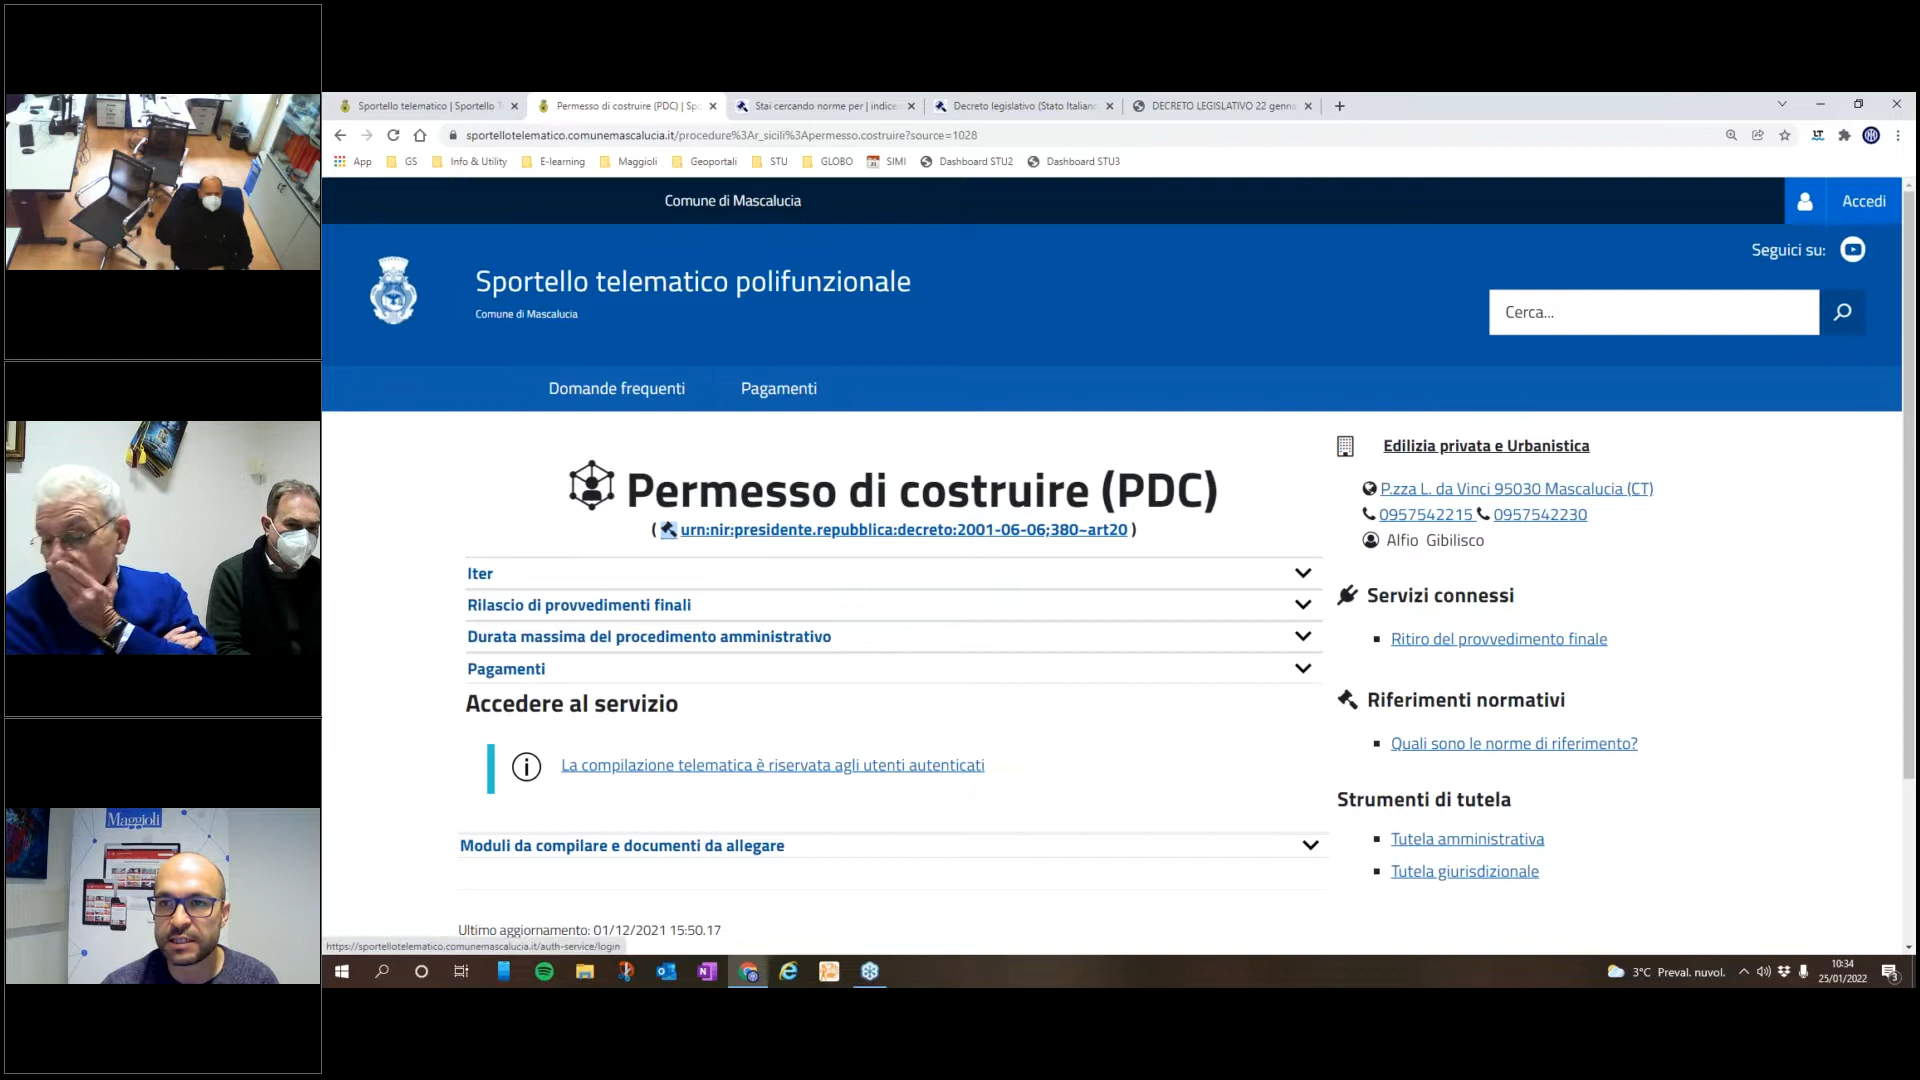 Sportello telematico | Sportello
Permesso di costruire (PDC) | Spo
Stai cercando norme per | indice
Decreto legislativo (Stato Italiano
DECRETO LEGISLATIVO 22 genna
sportellotelematico.comunemascalucia.it/procedure%3Ar_sicili%3Apermesso.costruire?source=1028
App
GS
Info & Utility
E-learning
Maggioli
Geoportali
STU
GLOBO
SIMI
Dashboard STU2
Dashboard STU3
Comune di Mascalucia
Accedi
Seguici su:
Sportello telematico polifunzionale
Comune di Mascalucia
Cerca...
Domande frequenti
Pagamenti
Permesso di costruire (PDC)
( urn:nir:presidente.repubblica:decreto:2001-06-06;380~art20 )
Iter
Rilascio di provvedimenti finali
Durata massima del procedimento amministrativo
Pagamenti
Accedere al servizio
La compilazione telematica è riservata agli utenti autenticati
Moduli da compilare e documenti da allegare
Ultimo aggiornamento: 01/12/2021 15:50.17
Edilizia privata e Urbanistica
P.zza L. da Vinci 95030 Mascalucia (CT)
0957542215 0957542230
Alfio Gibilisco
Servizi connessi
Ritiro del provvedimento finale
Riferimenti normativi
Quali sono le norme di riferimento?
Strumenti di tutela
Tutela amministrativa
Tutela giurisdizionale
https://sportellotelematico.comunemascalucia.it/auth-service/login
3°C Preval. nuvol.
10:34
25/01/2022
3
Maggioli